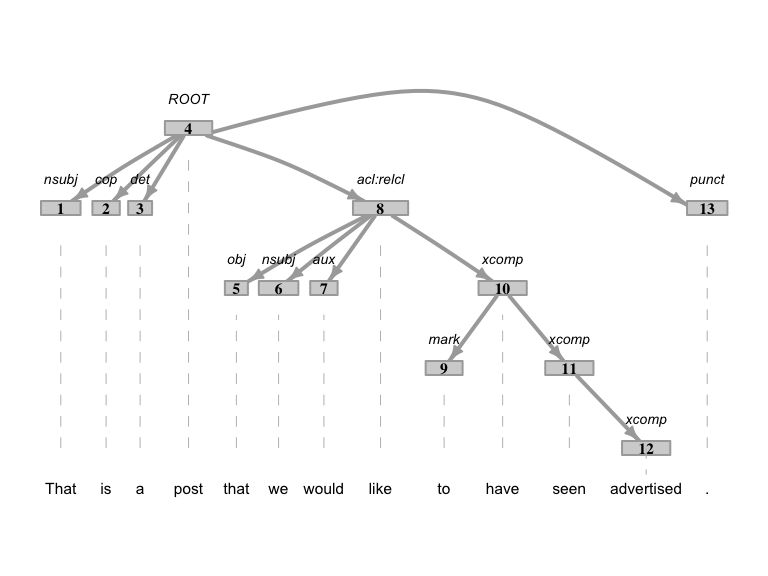 ROOT
4
nsubj cop det acl:relcl punct
1 2 3 8 13
obj nsubj aux xcomp
5 6 7 10
mark xcomp
9 11
xcomp
12
That is a post that we would like to have seen advertised .